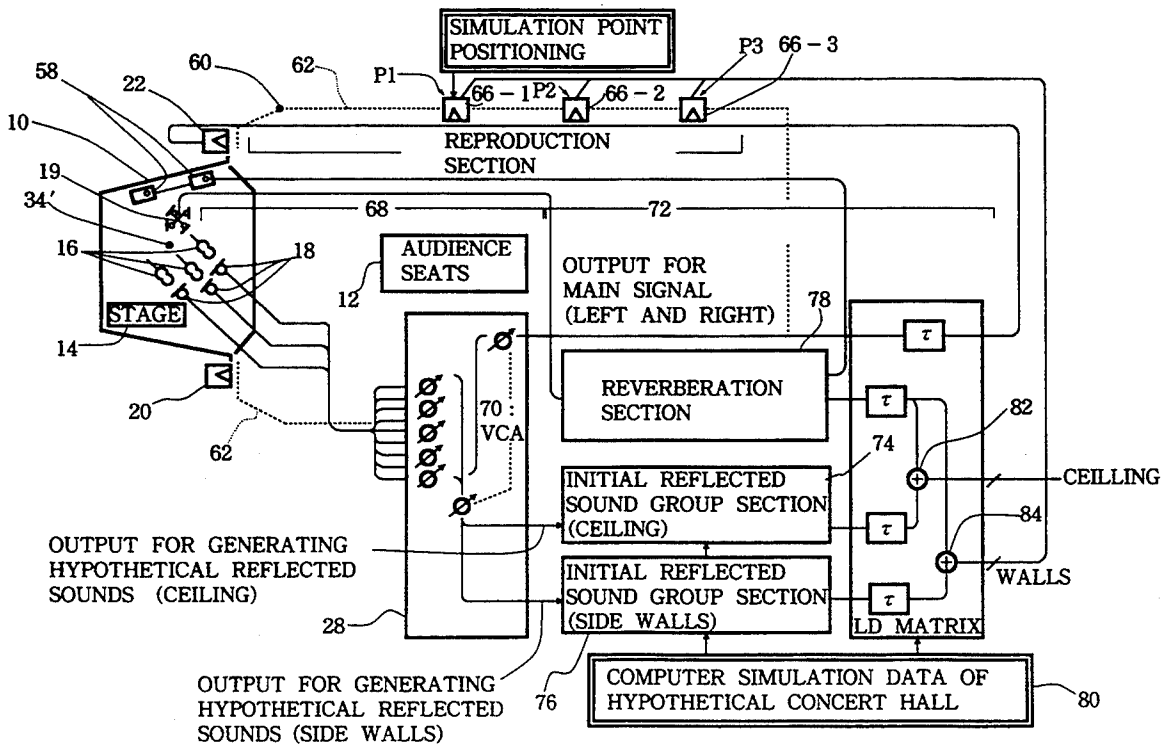 SIMULATION POINT
POSITIONING
60
62
P1
66-1
P2
66-2
P3
66-3
58
22
10
19
34'
REPRODUCTION
SECTION
68
72
16
18
AUDIENCE
SEATS
12
OUTPUT FOR
MAIN SIGNAL
(LEFT AND RIGHT)
78
STAGE
14
τ
20
62
70 :
VCA
REVERBERATION
SECTION
τ
82
74
INITIAL REFLECTED
SOUND GROUP SECTION
(CEILING)
CEILLING
τ
84
OUTPUT FOR GENERATING
HYPOTHETICAL REFLECTED
SOUNDS (CEILING)
INITIAL REFLECTED
SOUND GROUP SECTION
(SIDE WALLS)
τ
WALLS
28
LD MATRIX
OUTPUT FOR GENERATING
HYPOTHETICAL REFLECTED
SOUNDS (SIDE WALLS)
76
COMPUTER SIMULATION DATA OF
HYPOTHETICAL CONCERT HALL
80